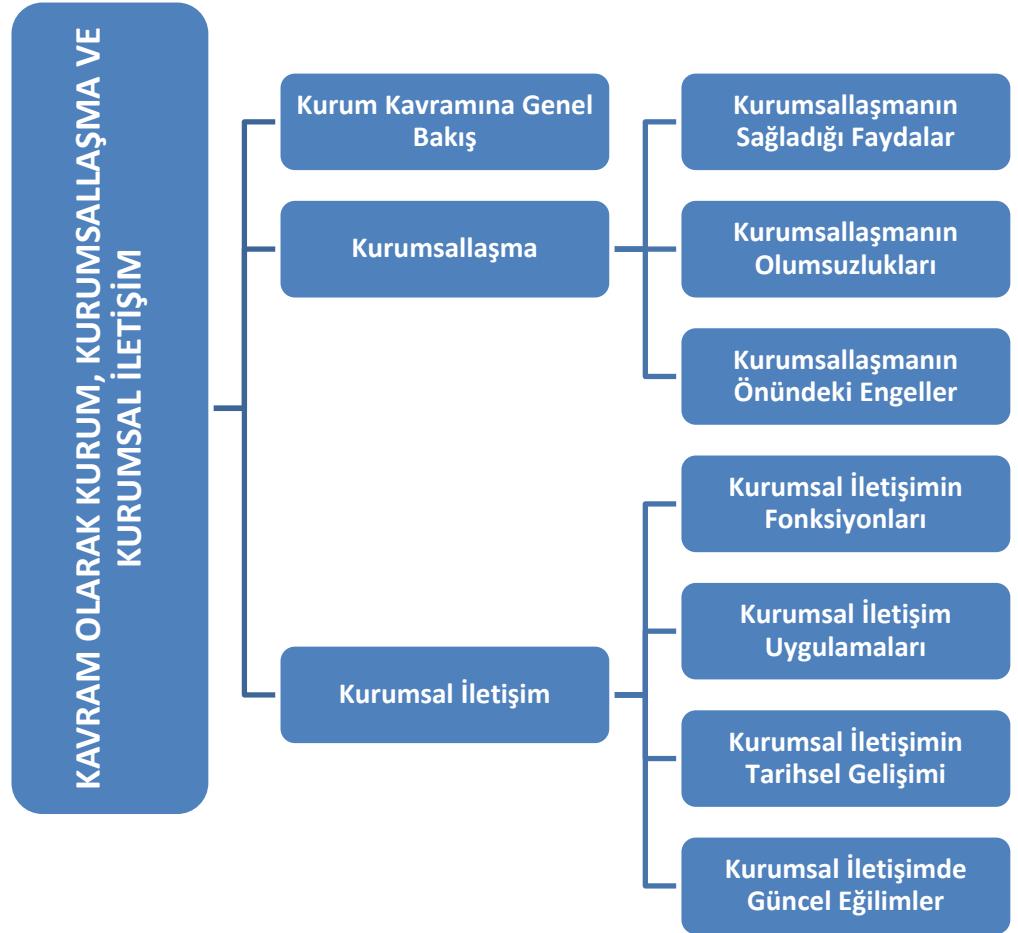 KAVRAM OLARAK KURUM, KURUMSALLAŞMA VE
KURUMSAL İLETİŞİM
Kurum Kavramına Genel
Bakış
Kurumsallaşma
Kurumsallaşmanın
Sağladığı Faydalar
Kurumsallaşmanın
Olumsuzlukları
Kurumsallaşmanın
Önündeki Engeller
Kurumsal İletişim
Kurumsal İletişimin
Fonksiyonları
Kurumsal İletişim
Uygulamaları
Kurumsal İletişimin
Tarihsel Gelişimi
Kurumsal İletişimde
Güncel Eğilimler